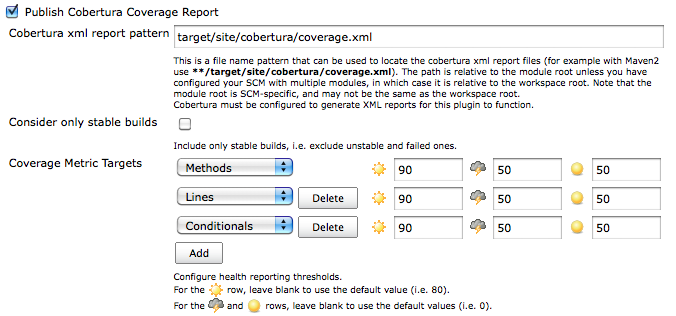 Publish Cobertura Coverage Report
Cobertura xml report pattern target/site/cobertura/coverage.xml
This is a file name pattern that can be used to locate the cobertura xml report files (for example with Maven2
use **/target/site/cobertura/coverage.xml). The path is relative to the module root unless you have
configured your SCM with multiple modules, in which case it is relative to the workspace root. Note that the
module root is SCM-specific, and may not be the same as the workspace root.
Cobertura must be configured to generate XML reports for this plugin to function.
Consider only stable builds
Include only stable builds, i.e. exclude unstable and failed ones.
Coverage Metric Targets Methods 90 50 50
Lines Delete 90 50 50
Conditionals Delete 90 50 50
Add
Configure health reporting thresholds.
For the row, leave blank to use the default value (i.e. 80).
For the and rows, leave blank to use the default values (i.e. 0).